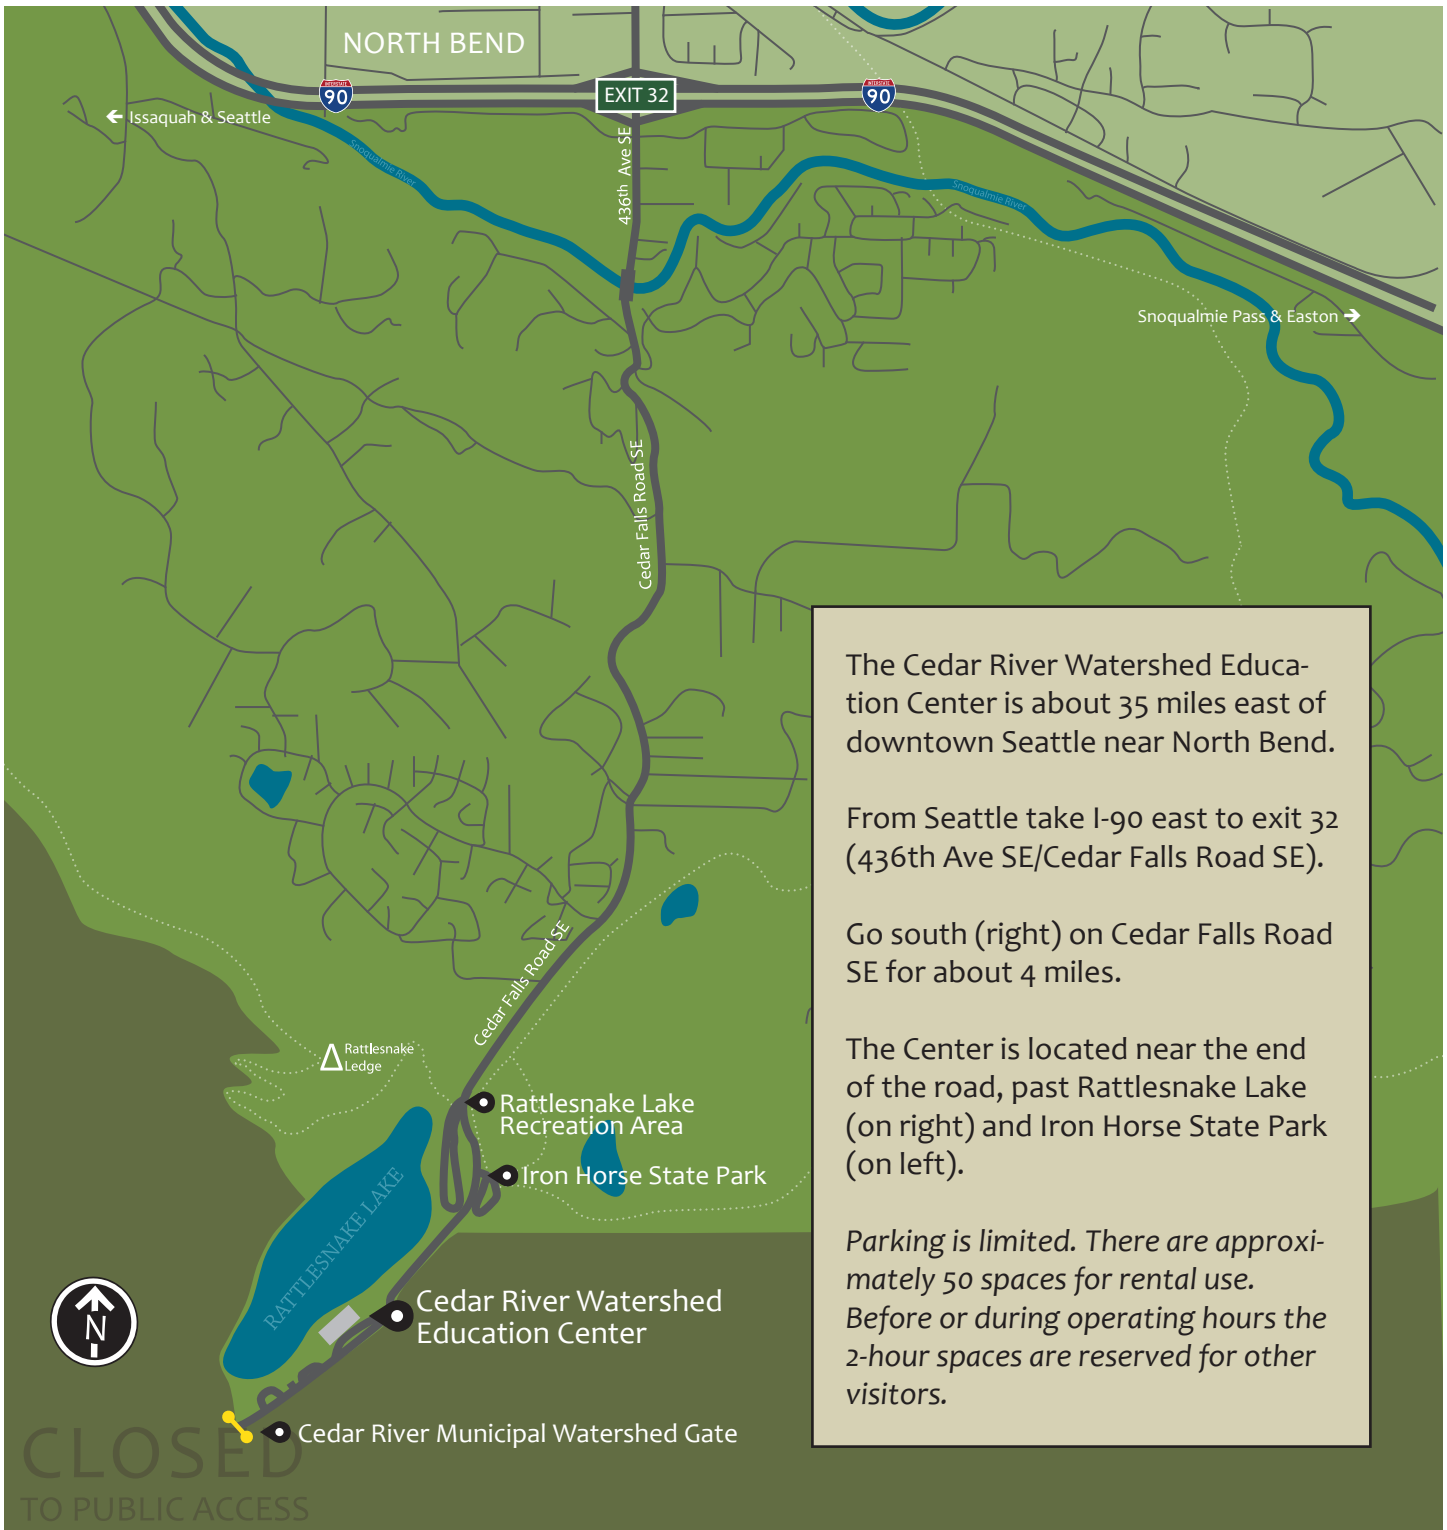 NORTH BEND
INTERSTATE
90
EXIT 32
INTERSTATE
90
← Issaquah & Seattle
436th Ave SE
Snoqualmie River
Snoqualmie River
Snoqualmie Pass & Easton →
Cedar Falls Road SE
The Cedar River Watershed Educa-
tion Center is about 35 miles east of
downtown Seattle near North Bend.
From Seattle take I-90 east to exit 32
(436th Ave SE/Cedar Falls Road SE).
Go south (right) on Cedar Falls Road
SE for about 4 miles.
The Center is located near the end
of the road, past Rattlesnake Lake
(on right) and Iron Horse State Park
(on left).
Parking is limited. There are approxi-
mately 50 spaces for rental use.
Before or during operating hours the
2-hour spaces are reserved for other
visitors.
Cedar Falls Road SE
Rattlesnake
Ledge
Rattlesnake Lake
Recreation Area
Iron Horse State Park
RATTLESNAKE LAKE
N
Cedar River Watershed
Education Center
Cedar River Municipal Watershed Gate
CLOSED
TO PUBLIC ACCESS